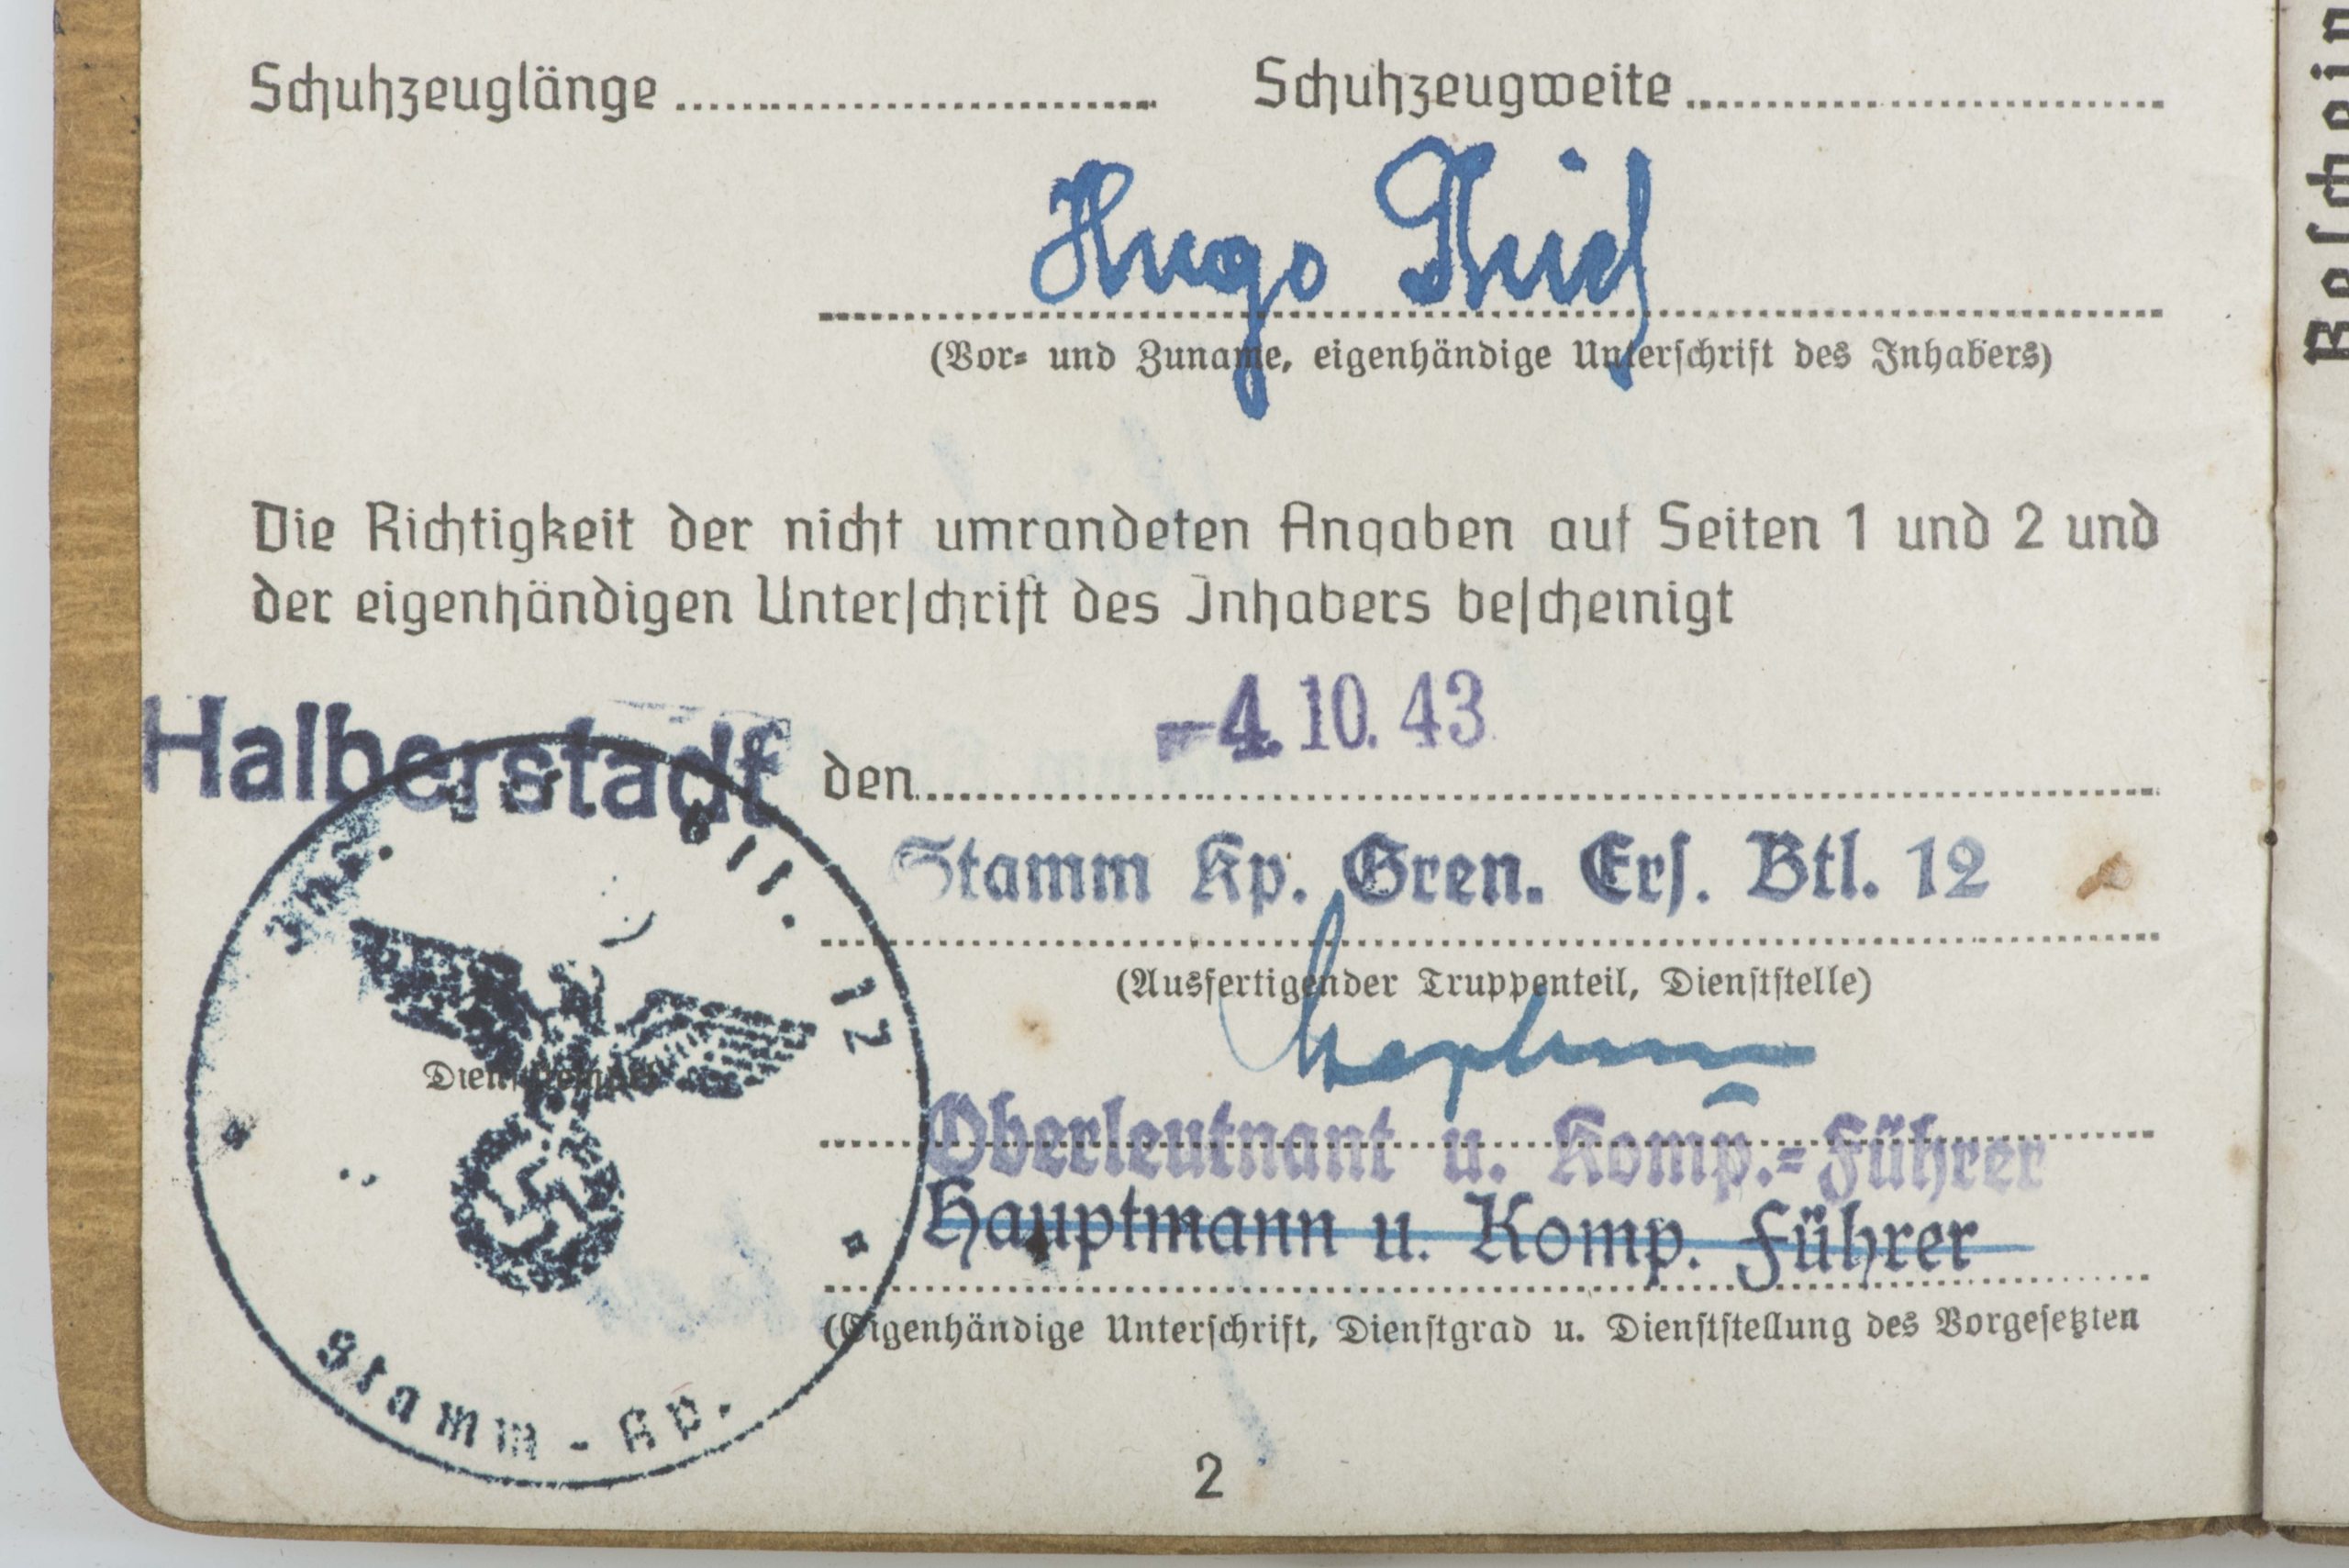 Schuhzeuglänge Schuhzeugweite
Hugo
(Vor= und Zuname, eigenhändige Unterschrift des Inhabers)
Die Richtigkeit der nicht umrandeten Angaben auf Seiten 1 und 2 und
der eigenhändigen Unterschrift des Inhabers bescheinigt
Halberstadt
den -4. 10. 43
Stamm Kp. Gren. Ers. Btl. 12
(Ausfertigender Truppenteil, Dienststelle)
Oberleutnant u. Komp.=Führer
Hauptmann u. Komp. Führer
(Eigenhändige Unterschrift, Dienstgrad u. Dienststellung des Vorgesetzten
Btl. 12
Stamm - Kp.
2
Beschein